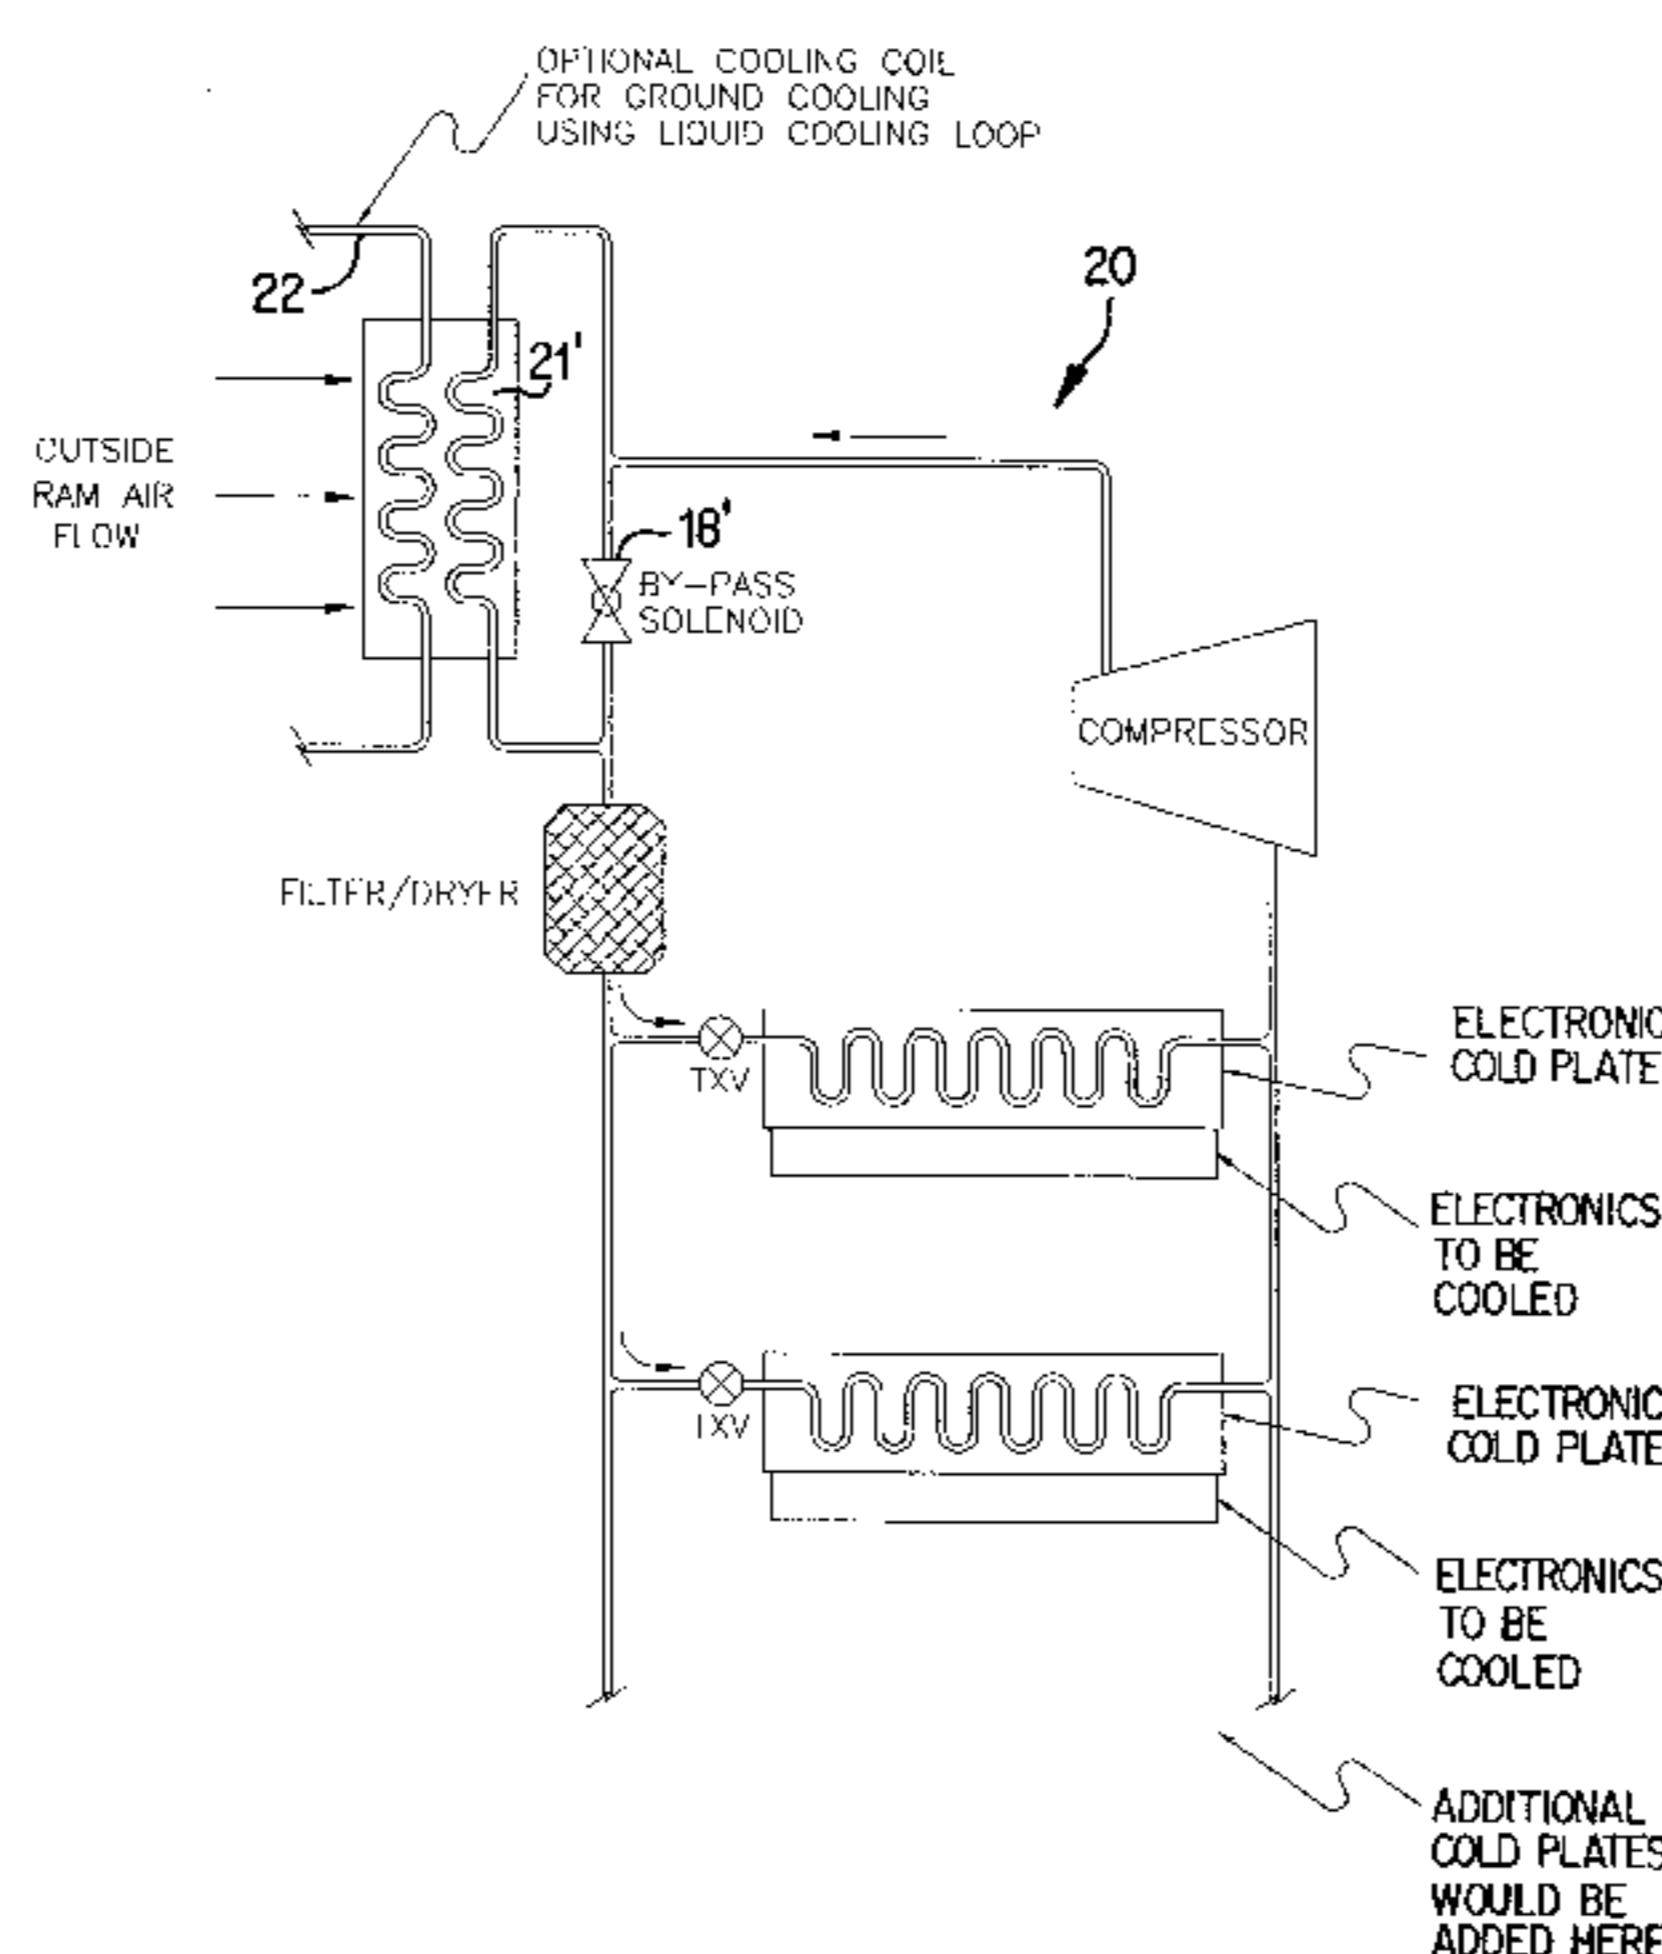 OPTIONAL COOLING COIL
FOR GROUND COOLING
USING LIQUID COOLING LOOP
22
20
21'
OUTSIDE
RAM AIR
FLOW
18'
BY-PASS
SOLENOID
COMPRESSOR
FILTER/DRYER
TXV
ELECTRONIC
COLD PLATE
ELECTRONICS
TO BE
COOLED
TXV
ELECTRONIC
COLD PLATE
ELECTRONICS
TO BE
COOLED
ADDITIONAL
COLD PLATES
WOULD BE
ADDED HERE